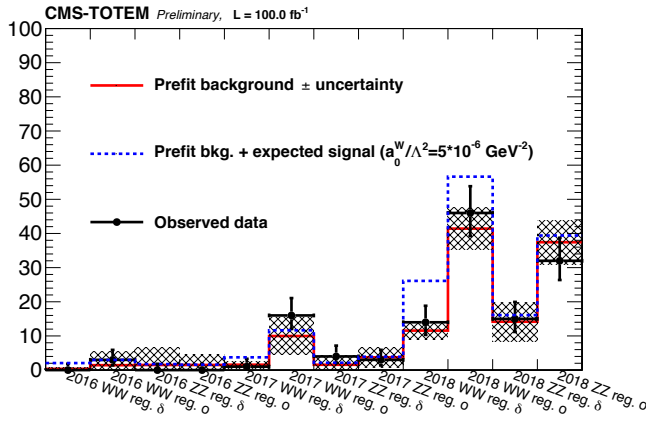 CMS-TOTEM Preliminary, L = 100.0 fb⁻¹
100
90
80
70
60
50
40
30
20
10
0
Prefit background ± uncertainty
Prefit bkg. + expected signal (a₀ᵂ/Λ²=5*10⁻⁶ GeV⁻²)
Observed data
2016 WW reg. δ
2016 WW reg. o
2016 ZZ reg. δ
2016 ZZ reg. o
2017 WW reg. δ
2017 WW reg. o
2017 ZZ reg. δ
2017 ZZ reg. o
2018 WW reg. δ
2018 WW reg. o
2018 ZZ reg. δ
2018 ZZ reg. o